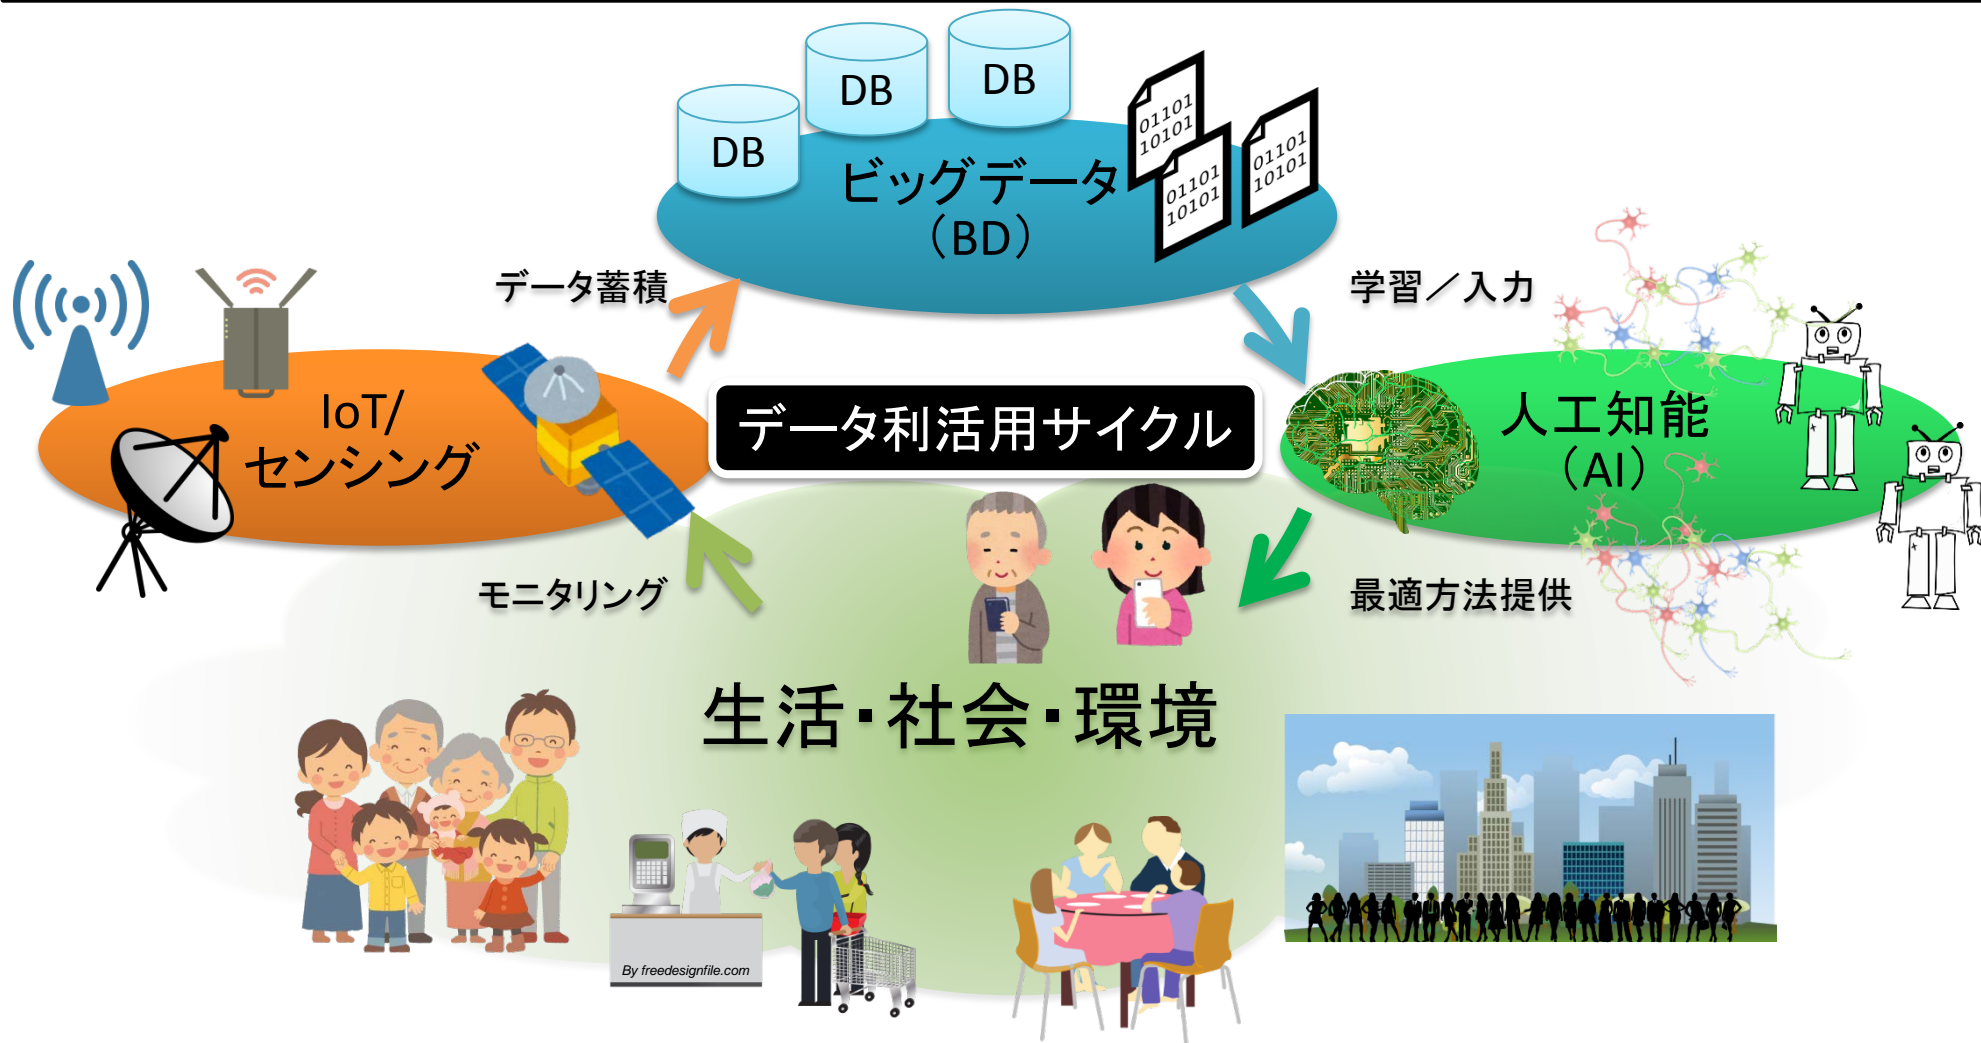 DB
DB
DB
ビッグデータ
（BD）
01101
10101
01101
10101
01101
10101
データ蓄積
学習／入力
IoT/
センシング
データ利活用サイクル
人工知能
（AI）
モニタリング
最適方法提供
生活・社会・環境
By freedesignfile.com